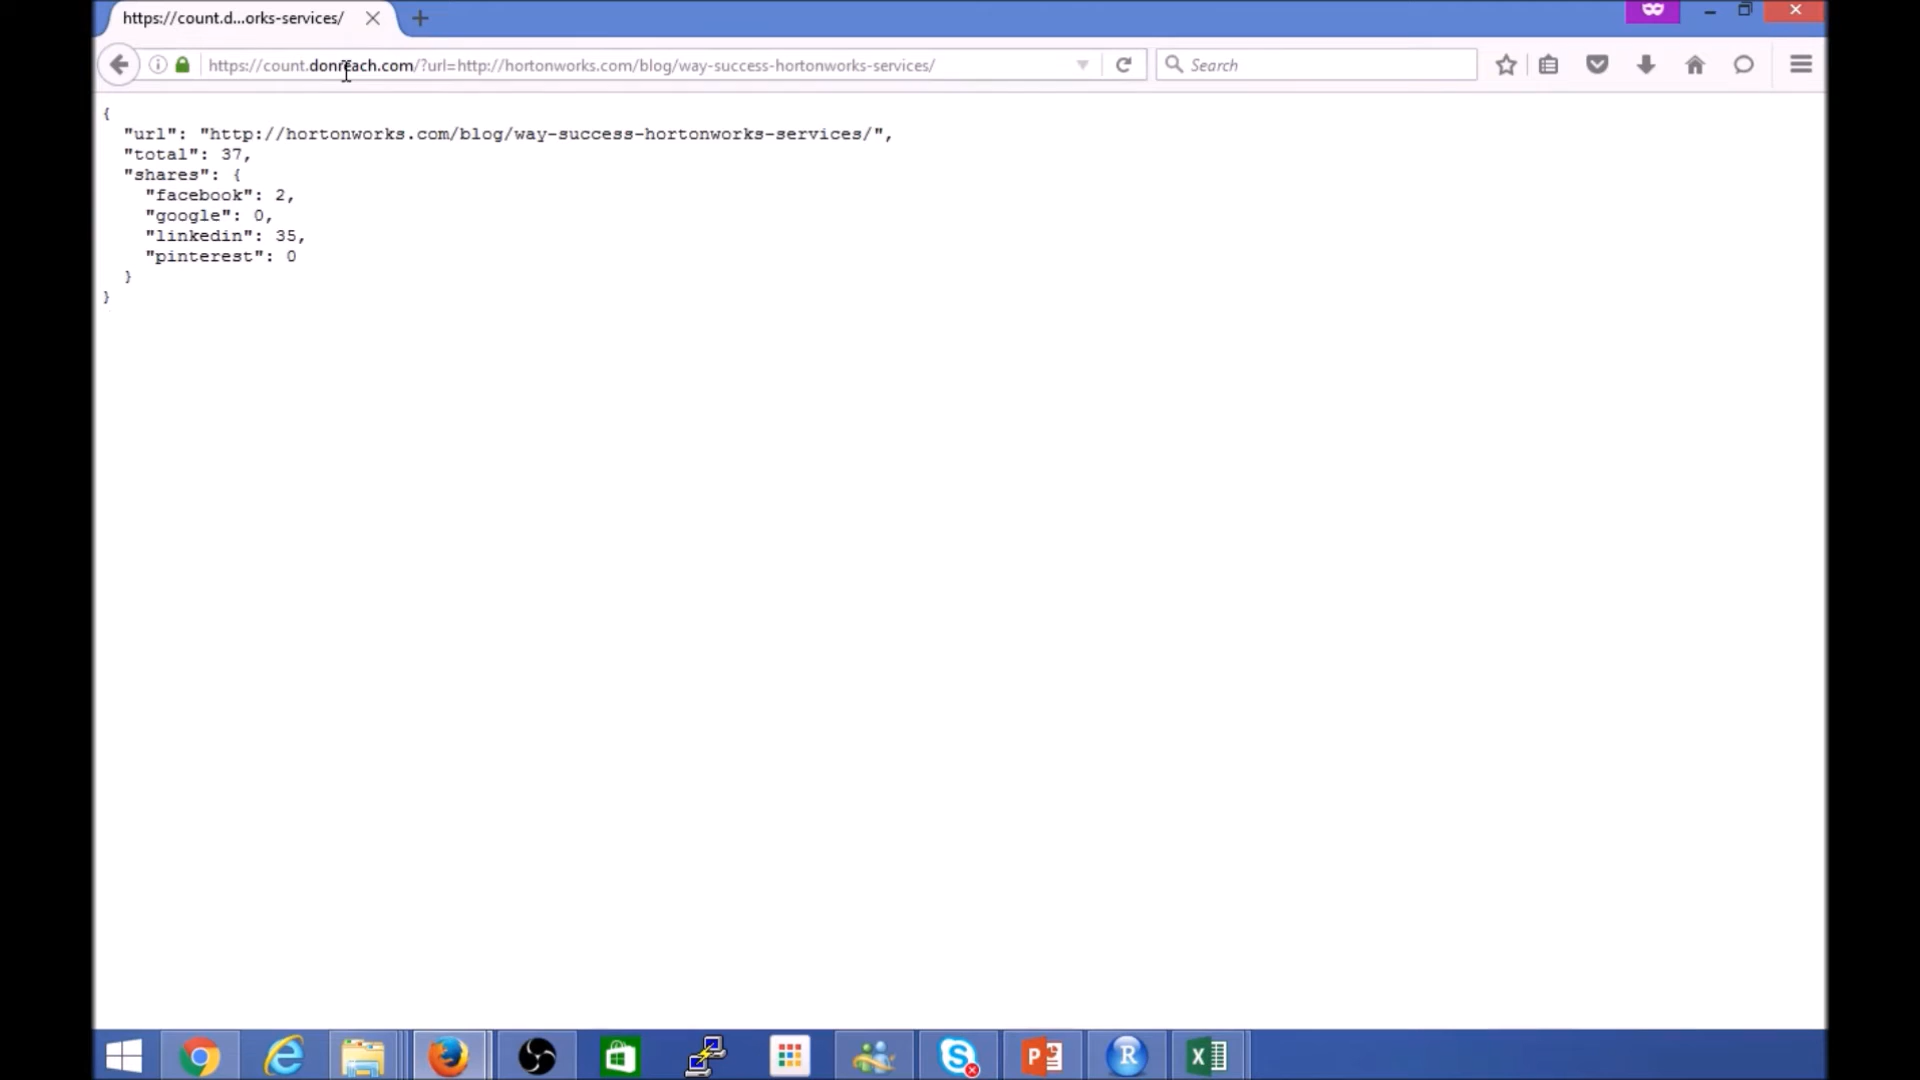 https://count.d...orks-services/
https://count.donreach.com/?url=http://hortonworks.com/blog/way-success-hortonworks-services/
Search
{
"url": "http://hortonworks.com/blog/way-success-hortonworks-services/",
"total": 37,
"shares": {
"facebook": 2,
"google": 0,
"linkedin": 35,
"pinterest": 0
}
}